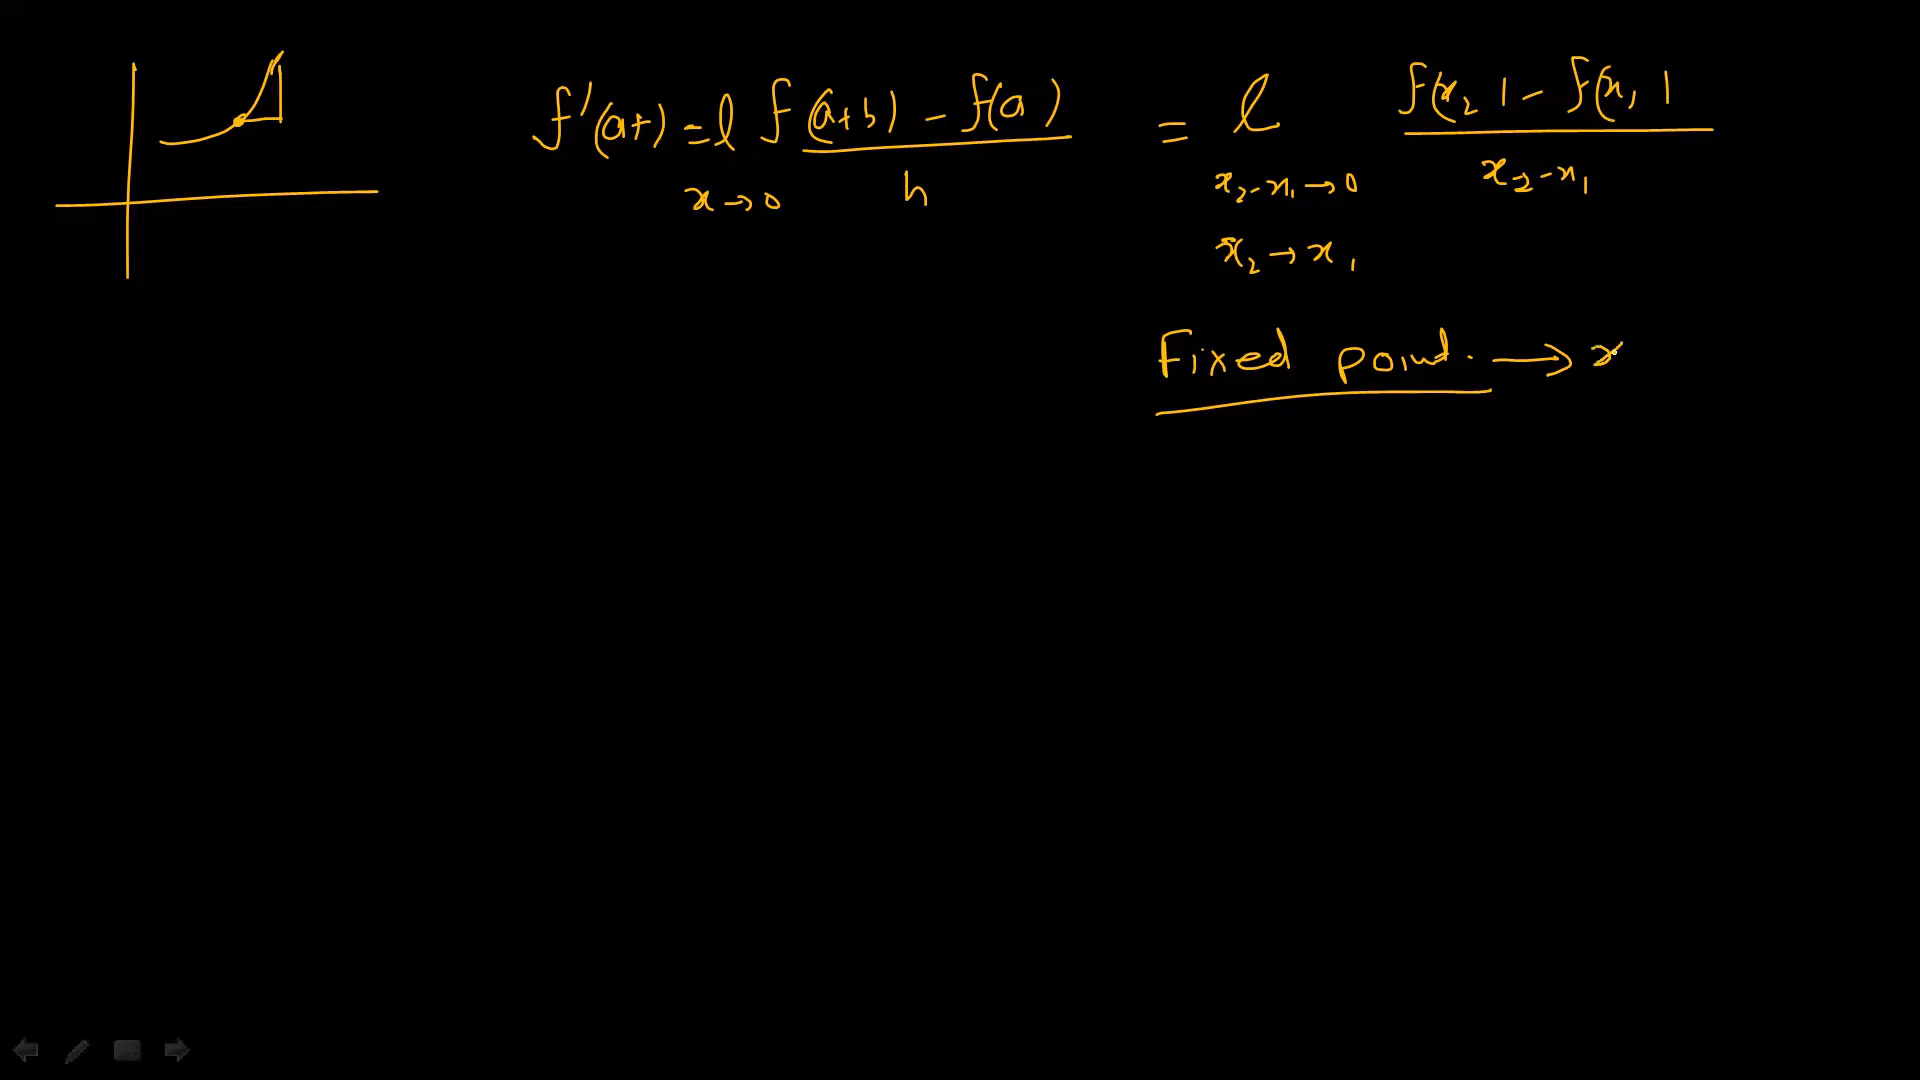 f'(a+) = l f(a+h) - f(a) = l f(x₂) - f(x₁)
x→0 h x₂-x₁→0 x₂-x₁
x₂→x₁
Fixed point. → x